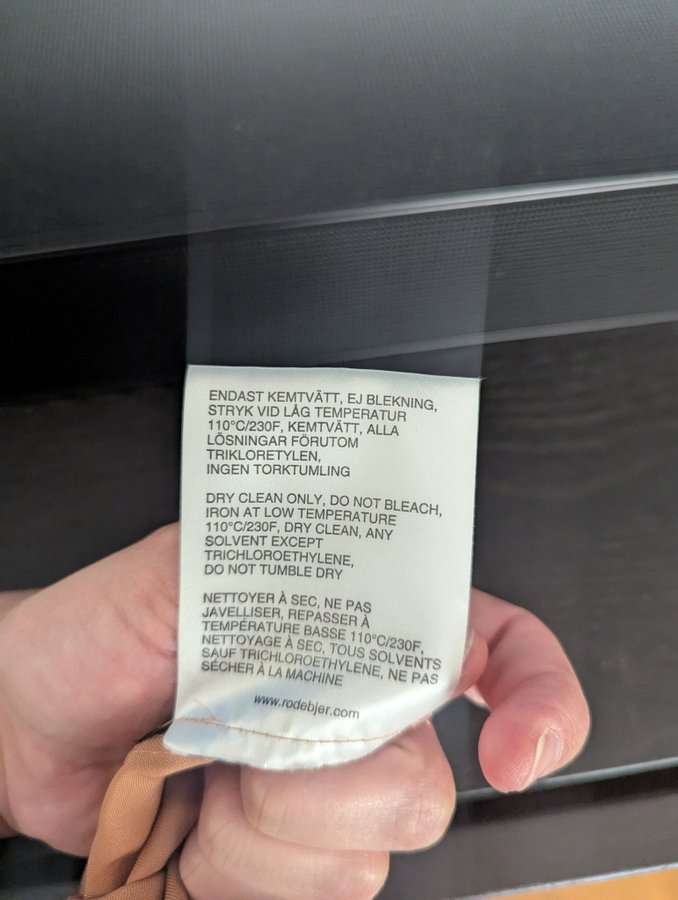 ENDAST KEMTVÄTT, EJ BLEKNING,
STRYK VID LÅG TEMPERATUR
110°C/230F, KEMTVÄTT, ALLA
LÖSNINGAR FÖRUTOM
TRIKLORETYLEN,
INGEN TORKTUMLING
DRY CLEAN ONLY, DO NOT BLEACH,
IRON AT LOW TEMPERATURE
110°C/230F, DRY CLEAN, ANY
SOLVENT EXCEPT
TRICHLOROETHYLENE,
DO NOT TUMBLE DRY
NETTOYER À SEC, NE PAS
JAVELLISER, REPASSER À
TEMPÉRATURE BASSE 110°C/230F,
NETTOYAGE À SEC, TOUS SOLVENTS
SAUF TRICHLOROETHYLENE, NE PAS
SÉCHER À LA MACHINE
www.rodebjer.com